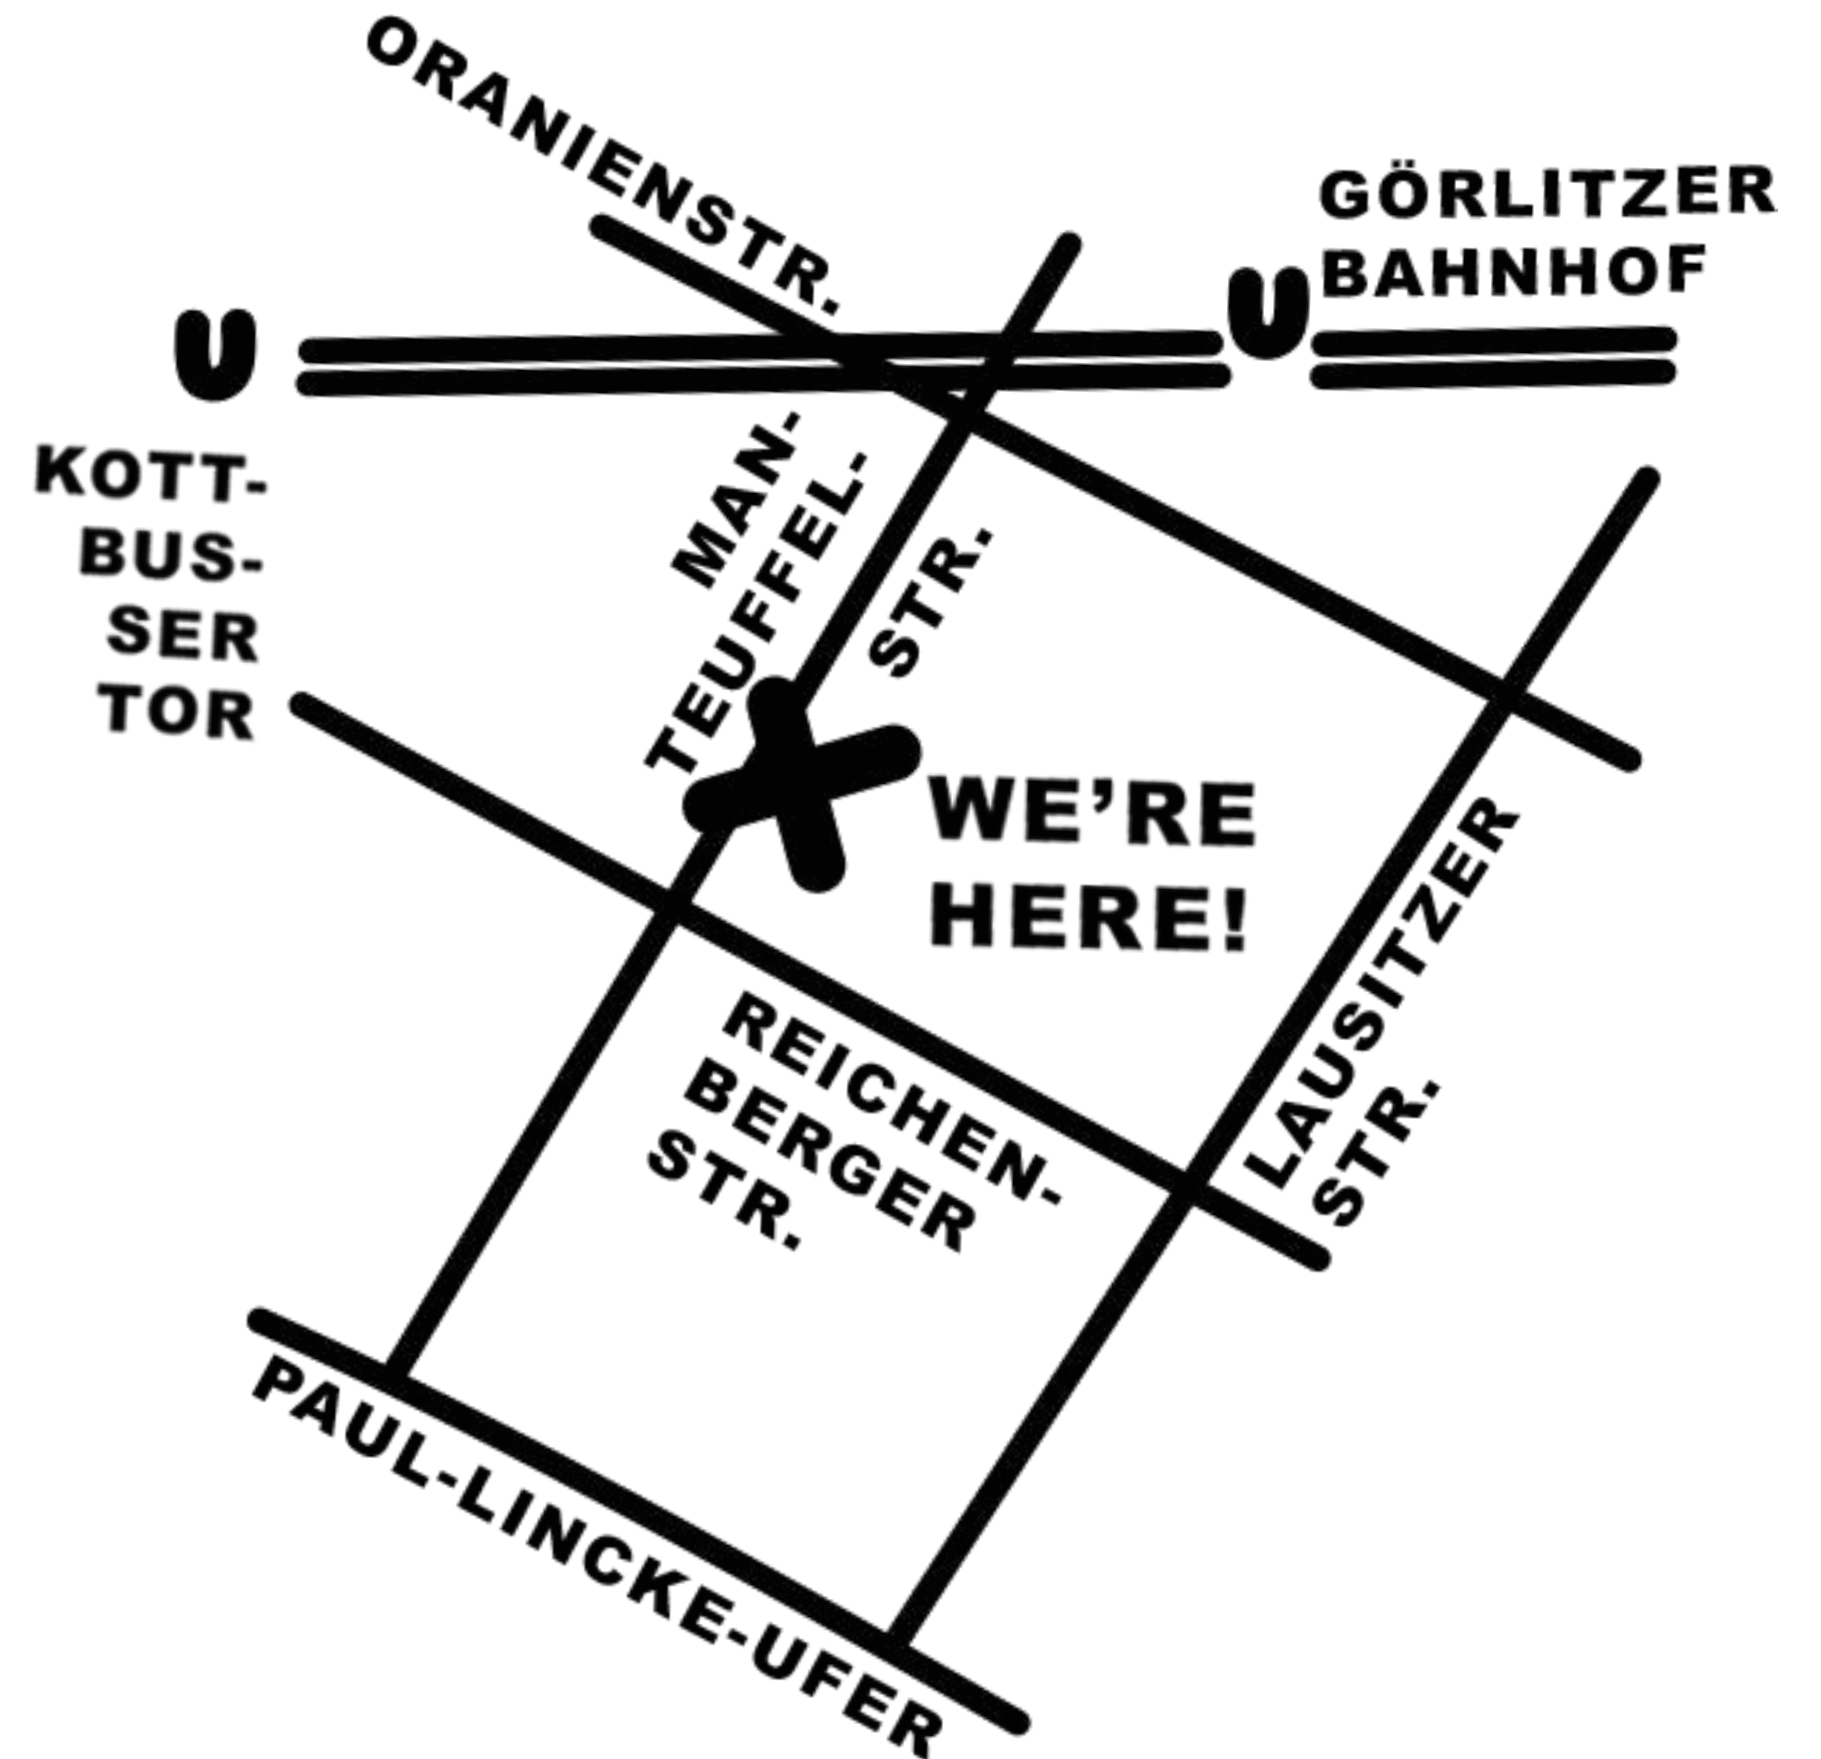 ORANIENSTR.
GÖRLITZER
BAHNHOF
U
U
KOTT-
BUS-
SER
TOR
MAN-
TEUFFEL-
STR.
WE’RE
HERE!
LAUSITZER
STR.
REICHEN-
BERGER
STR.
PAUL-LINCKE-UFER